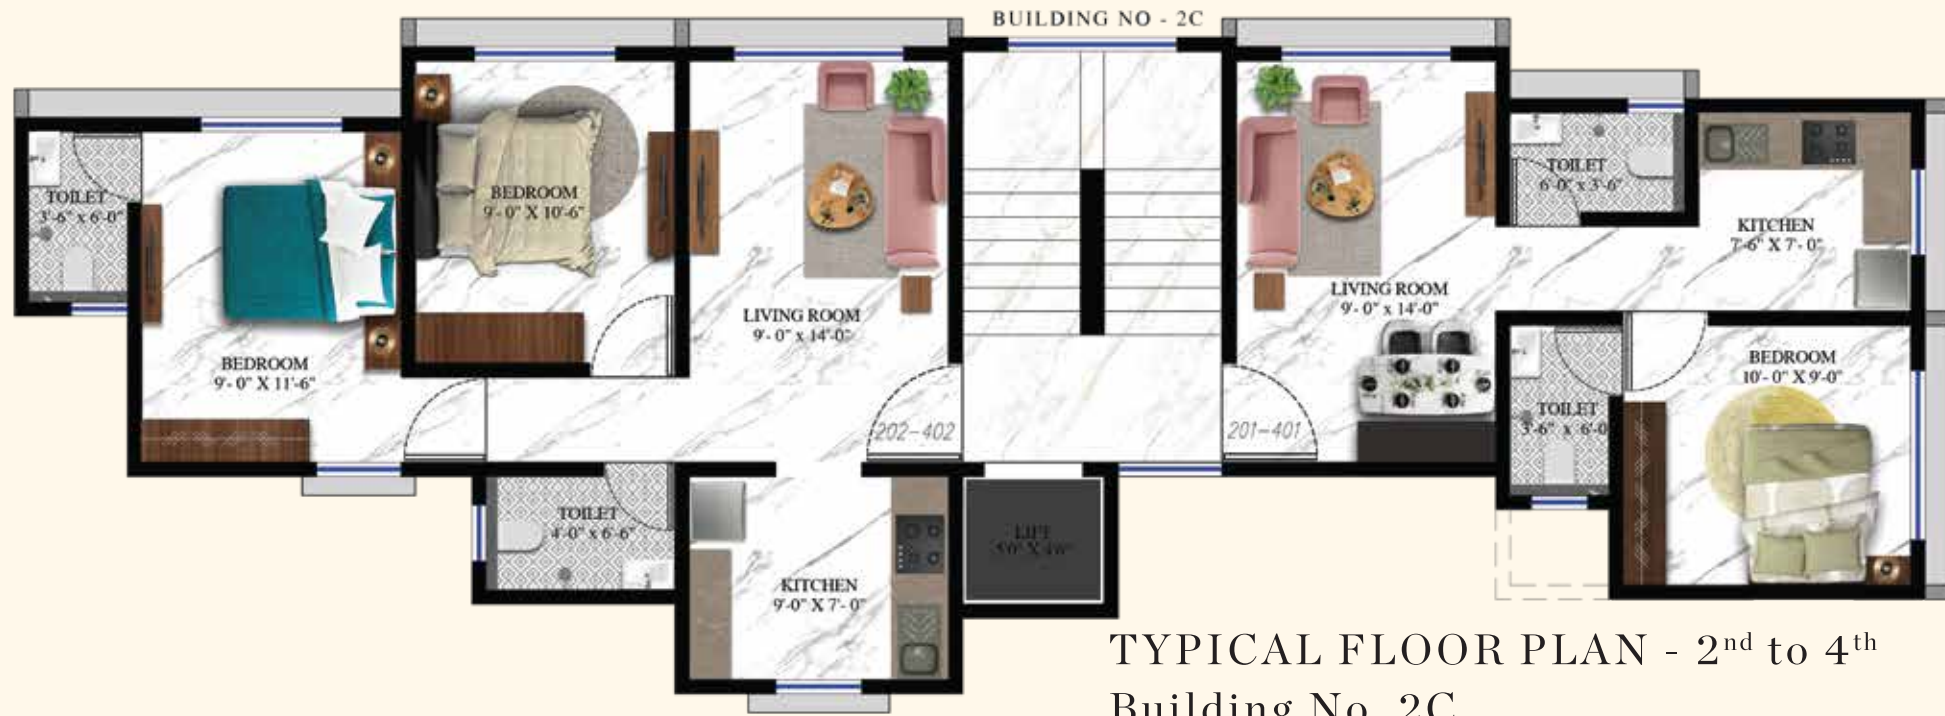 BUILDING NO - 2C
TOILET
3'-6" x 6'-0"
BEDROOM
9'- 0" X 11'-6"
BEDROOM
9'- 0" X 10'-6"
LIVING ROOM
9'- 0" x 14'-0"
202-402
TOILET
4'-0" x 6'-6"
KITCHEN
9'-0" X 7'- 0"
LIFT
201-401
LIVING ROOM
9'- 0" x 14'-0"
TOILET
6'-0" x 3'-6"
KITCHEN
7'-6" X 7'- 0"
TOILET
3'-6" x 6'-0
BEDROOM
10'- 0" X 9'-0"
TYPICAL FLOOR PLAN - 2nd to 4th
Building No. 2C